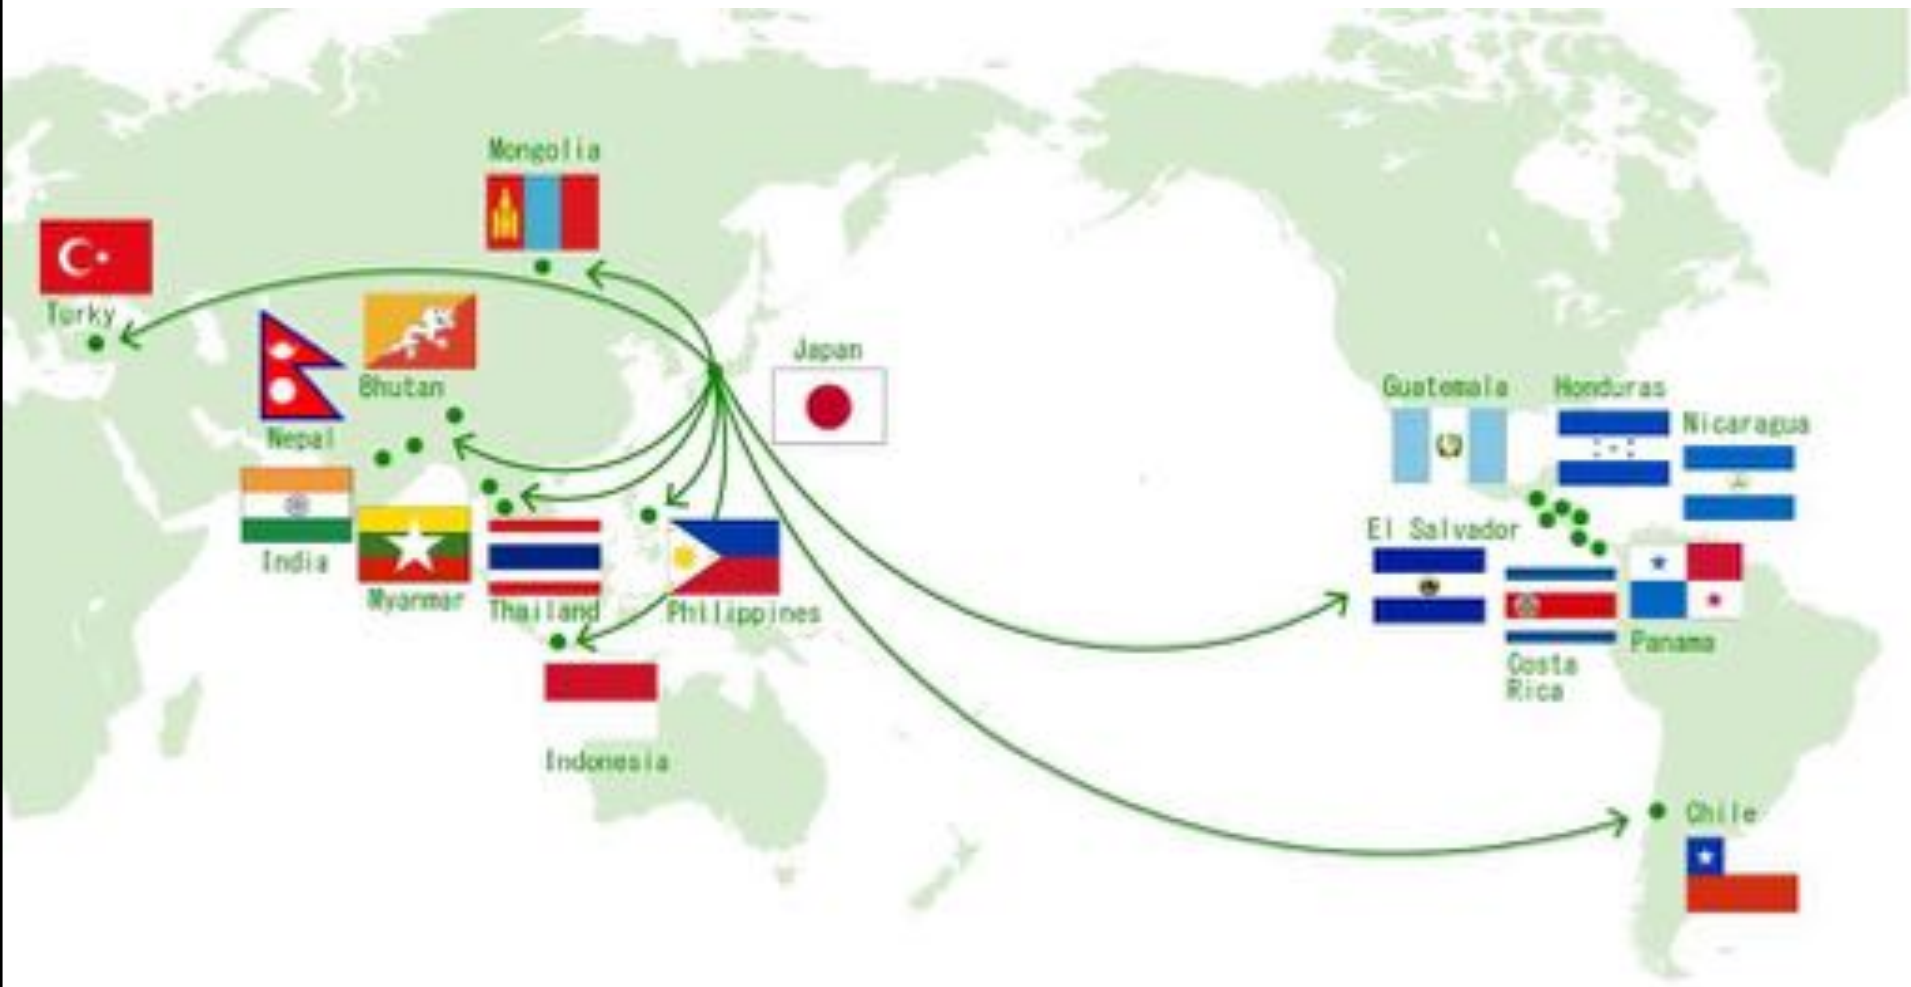 Mongolia
Turky
Japan
Bhutan
Nepal
Guatemala
Honduras
Nicaragua
El Salvador
India
Myanmar
Thailand
Philippines
Panama
Costa
Rica
Indonesia
Chile